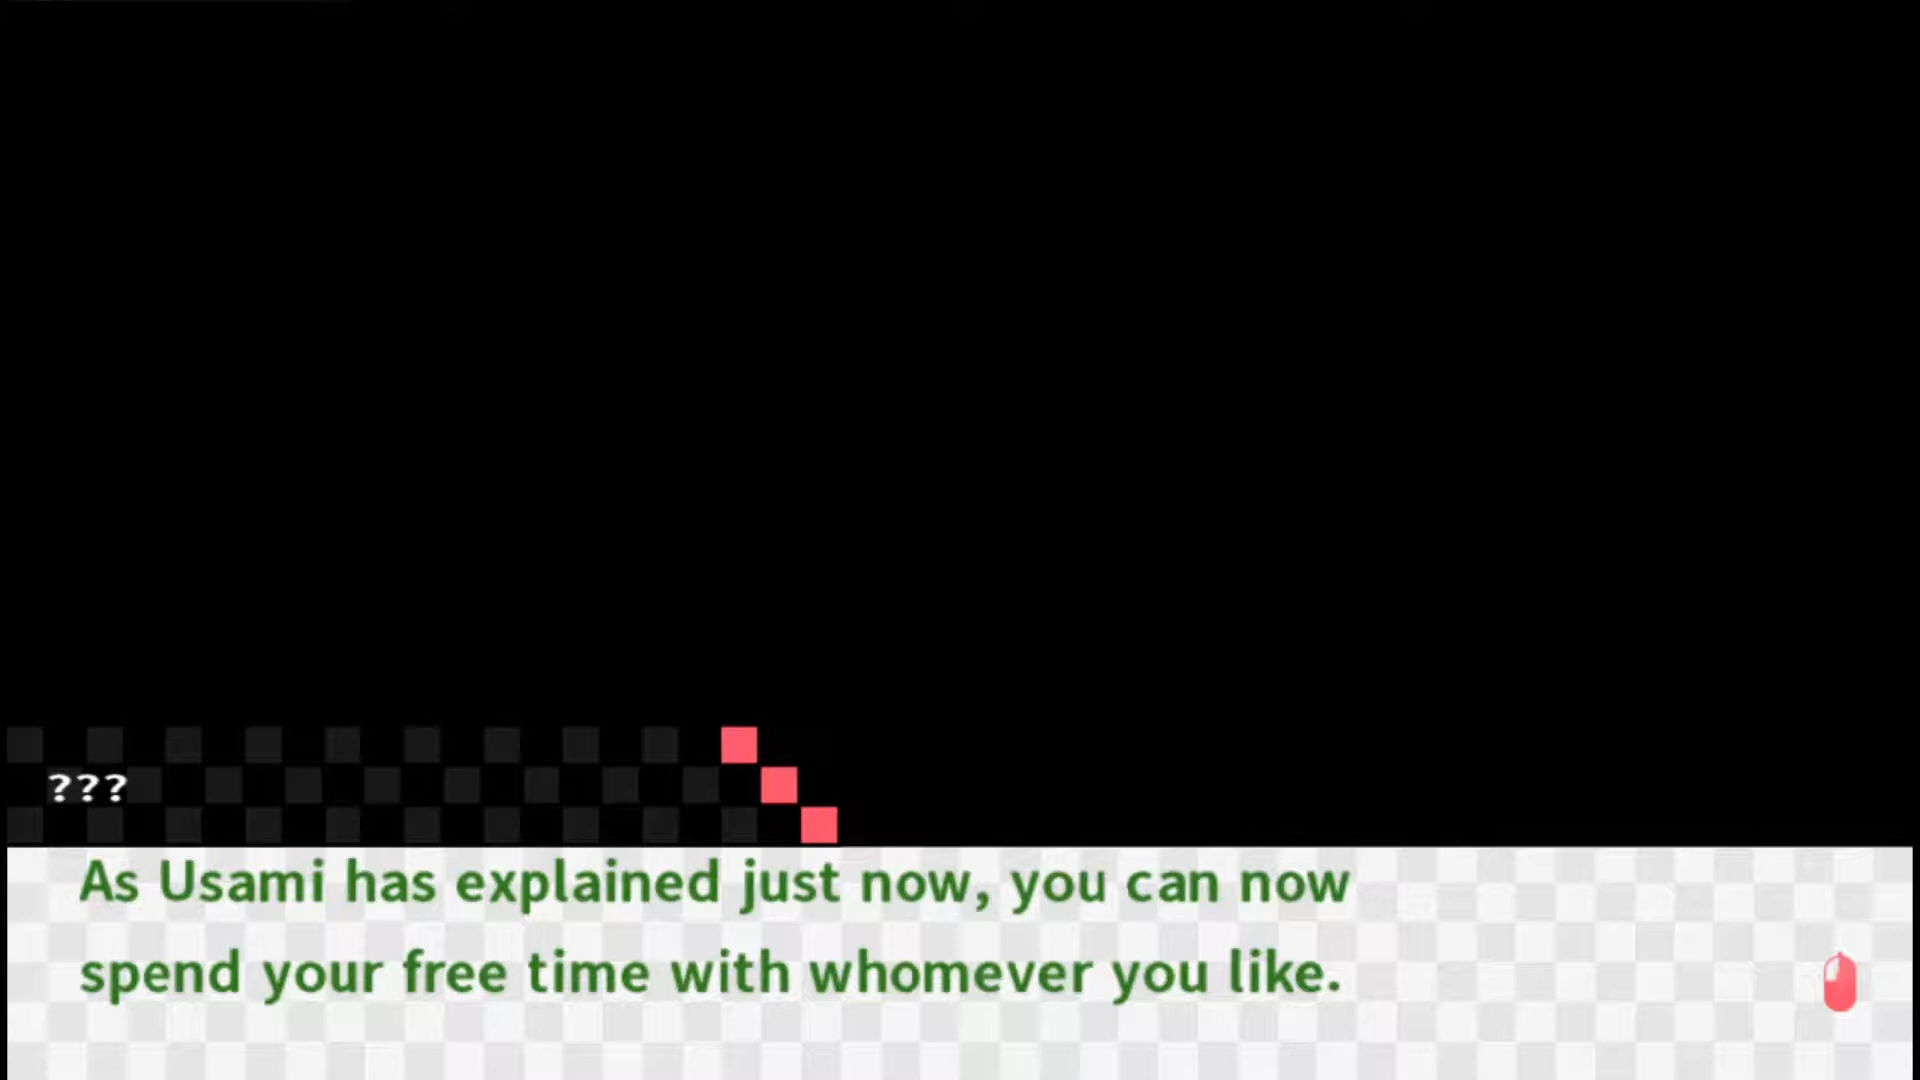 ???
As Usami has explained just now, you can now
spend your free time with whomever you like.